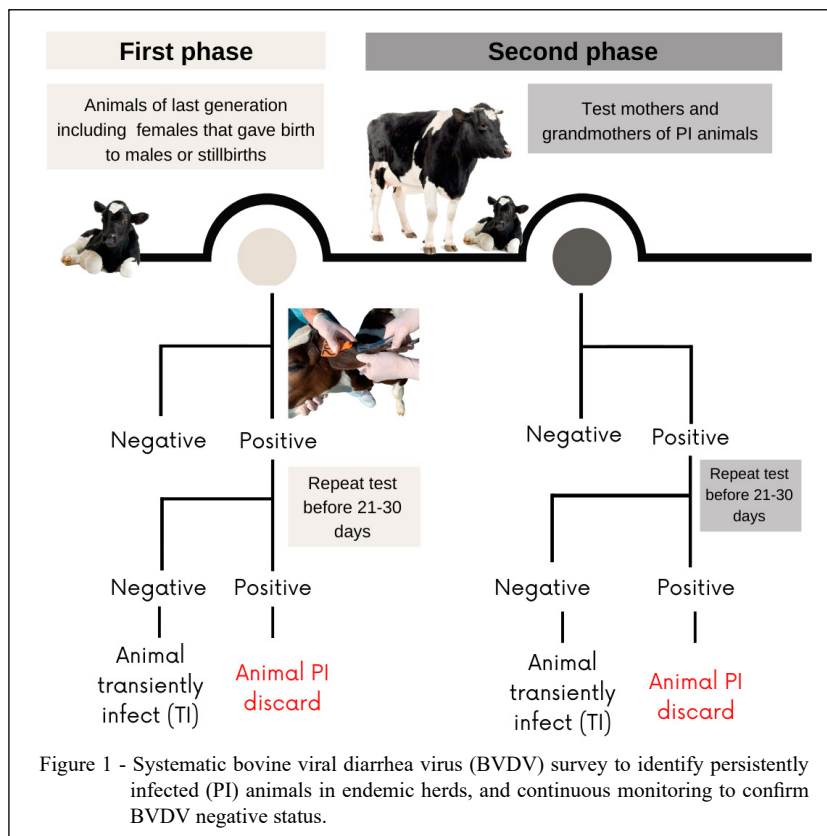 First phase
Second phase
Animals of last generation
including females that gave birth
to males or stillbirths
Test mothers and
grandmothers of PI animals
Negative
Positive
Repeat test
before 21-30
days
Negative
Positive
Animal
transiently
infect (TI)
Animal PI
discard
Negative
Positive
Repeat test
before 21-30
days
Negative
Positive
Animal
transiently
infect (TI)
Animal PI
discard
Figure 1 - Systematic bovine viral diarrhea virus (BVDV) survey to identify persistently
infected (PI) animals in endemic herds, and continuous monitoring to confirm
BVDV negative status.